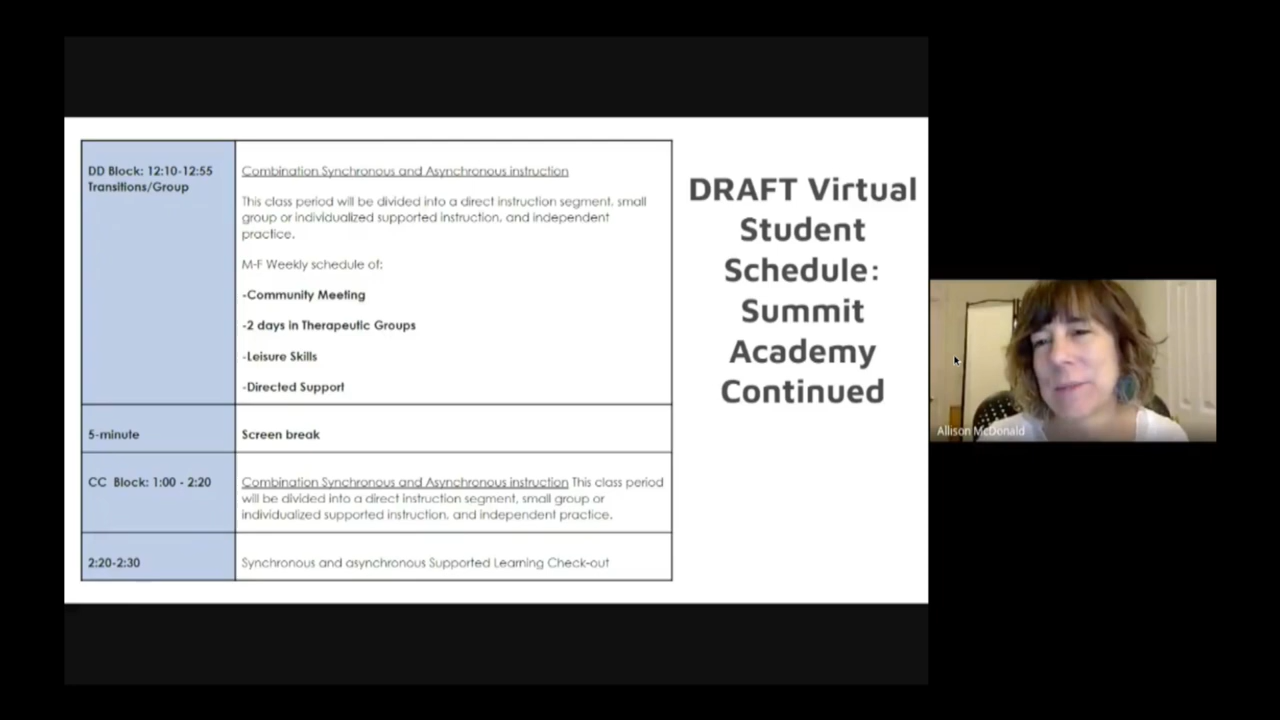 DD Block: 12:10-12:55
Transitions/Group
Combination Synchronous and Asynchronous instruction
This class period will be divided into a direct instruction segment, small
group or individualized supported instruction, and independent
practice.
M-F Weekly schedule of:
-Community Meeting
-2 days in Therapeutic Groups
-Leisure Skills
-Directed Support
5-minute
Screen break
CC Block: 1:00 - 2:20
Combination Synchronous and Asynchronous instruction This class period
will be divided into a direct instruction segment, small group or
individualized supported instruction, and independent practice.
2:20-2:30
Synchronous and asynchronous Supported Learning Check-out
DRAFT Virtual
Student
Schedule:
Summit
Academy
Continued
Allison McDonald